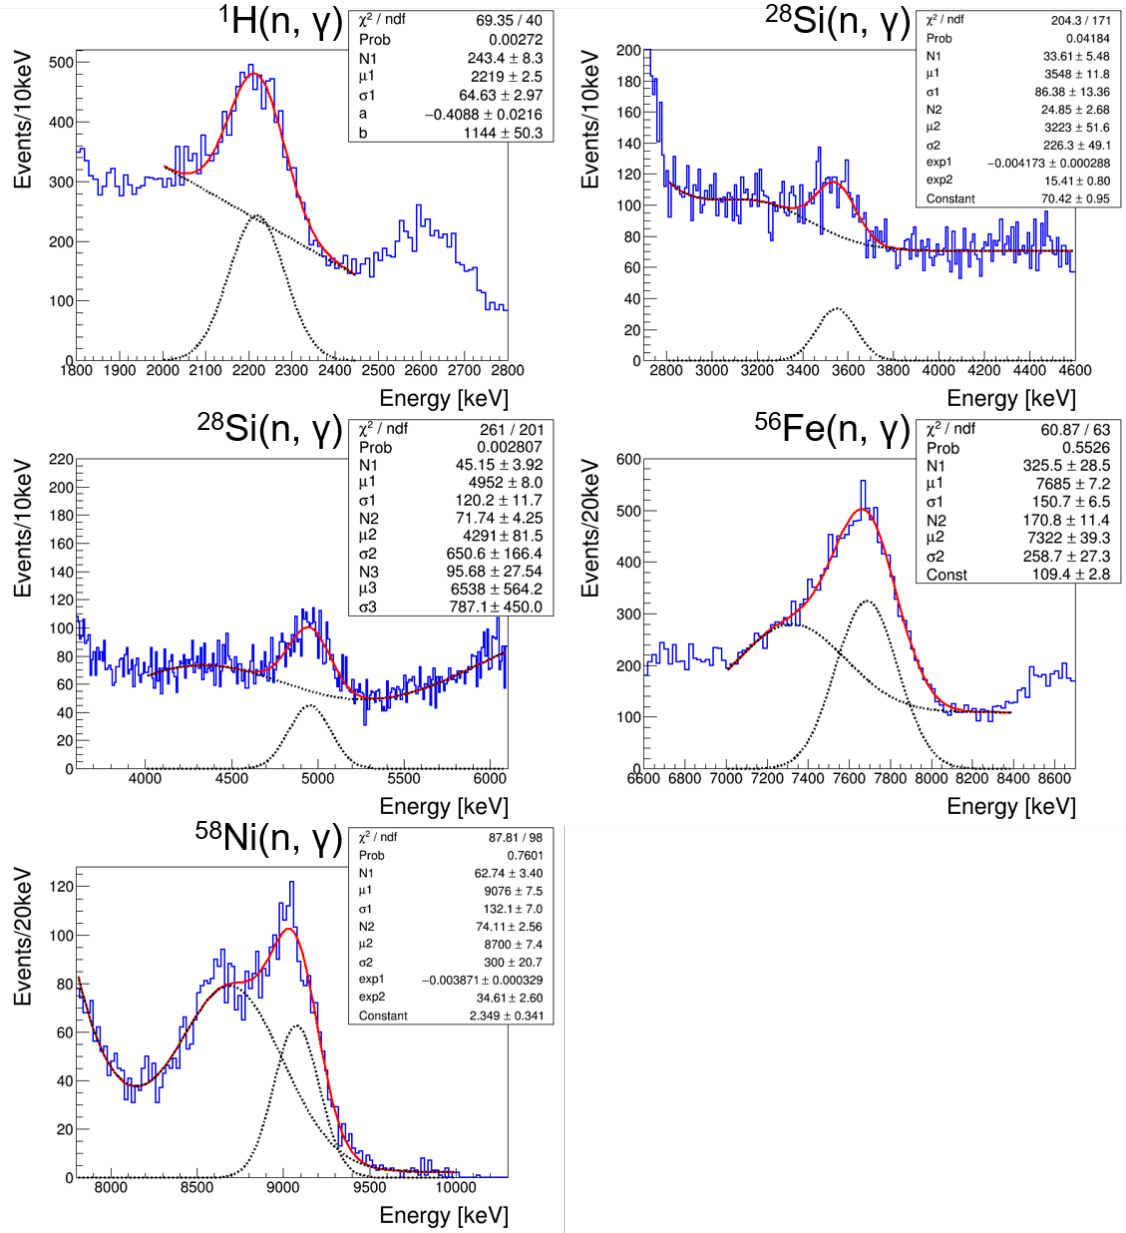 ¹H(n, γ)
χ² / ndf 69.35 / 40
Prob 0.00272
N1 243.4 ± 8.3
μ1 2219 ± 2.5
σ1 64.63 ± 2.97
a −0.4088 ± 0.0216
b 1144 ± 50.3
Events/10keV
500
400
300
200
100
0
1800 1900 2000 2100 2200 2300 2400 2500 2600 2700 2800
Energy [keV]
²⁸Si(n, γ)
χ² / ndf 204.3 / 171
Prob 0.04184
N1 33.61 ± 5.48
μ1 3548 ± 11.8
σ1 86.38 ± 13.36
N2 24.85 ± 2.68
μ2 3223 ± 51.6
σ2 226.3 ± 49.1
exp1 −0.004173 ± 0.000288
exp2 15.41 ± 0.80
Constant 70.42 ± 0.95
Events/10keV
200
180
160
140
120
100
80
60
40
20
0
2800 3000 3200 3400 3600 3800 4000 4200 4400 4600
Energy [keV]
²⁸Si(n, γ)
χ² / ndf 261 / 201
Prob 0.002807
N1 45.15 ± 3.92
μ1 4952 ± 8.0
σ1 120.2 ± 11.7
N2 71.74 ± 4.25
μ2 4291 ± 81.5
σ2 650.6 ± 166.4
N3 95.68 ± 27.54
μ3 6538 ± 564.2
σ3 787.1 ± 450.0
Events/10keV
220
200
180
160
140
120
100
80
60
40
20
0
4000 4500 5000 5500 6000
Energy [keV]
⁵⁶Fe(n, γ)
χ² / ndf 60.87 / 63
Prob 0.5526
N1 325.5 ± 28.5
μ1 7685 ± 7.2
σ1 150.7 ± 6.5
N2 170.8 ± 11.4
μ2 7322 ± 39.3
σ2 258.7 ± 27.3
Const 109.4 ± 2.8
Events/20keV
600
500
400
300
200
100
0
6600 6800 7000 7200 7400 7600 7800 8000 8200 8400 8600
Energy [keV]
⁵⁸Ni(n, γ)
χ² / ndf 87.81 / 98
Prob 0.7601
N1 62.74 ± 3.40
μ1 9076 ± 7.5
σ1 132.1 ± 7.0
N2 74.11 ± 2.56
μ2 8700 ± 7.4
σ2 300 ± 20.7
exp1 −0.003871 ± 0.000329
exp2 34.61 ± 2.60
Constant 2.349 ± 0.341
Events/20keV
120
100
80
60
40
20
0
8000 8500 9000 9500 10000
Energy [keV]